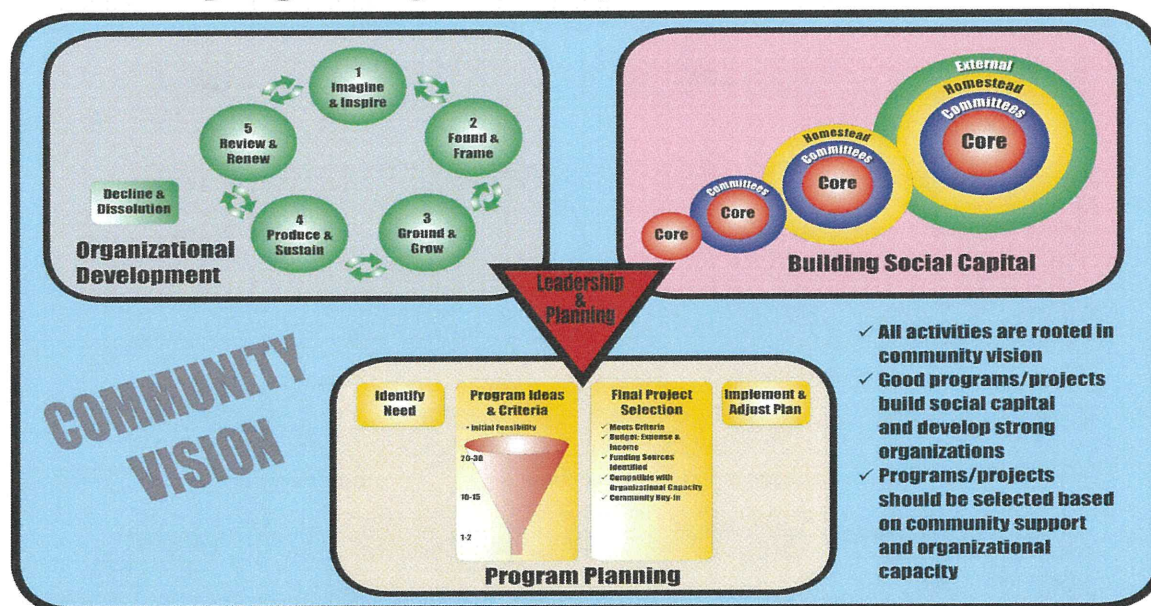 1
Imagine
& Inspire
2
Found &
Frame
3
Ground &
Grow
4
Produce &
Sustain
5
Review &
Renew
Decline &
Dissolution
Organizational
Development
Core
Committees
Core
Homestead
Committees
Core
External
Homestead
Committees
Core
Building Social Capital
Leadership
&
Planning
COMMUNITY
VISION
Identify
Need
Program Ideas
& Criteria
• Initial Feasibility
20-30
10-15
1-2
Final Project
Selection
✓ Meets Criteria
✓ Budget: Expense &
Income
✓ Funding Sources
Identified
✓ Compatible with
Organizational Capacity
✓ Community Buy-in
Implement &
Adjust Plan
Program Planning
✓ All activities are rooted in
community vision
✓ Good programs/projects
build social capital
and develop strong
organizations
✓ Programs/projects
should be selected based
on community support
and organizational
capacity